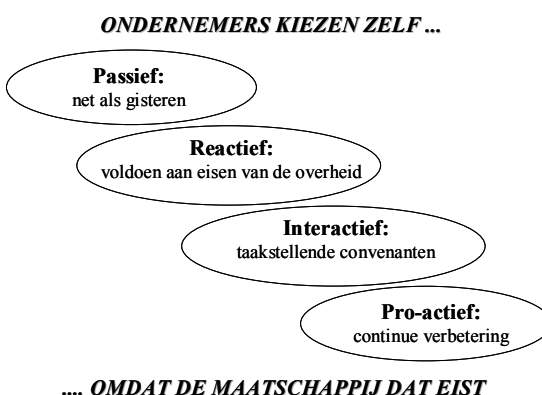 ONDERNEMERS KIEZEN ZELF ...
Passief:
net als gisteren
Reactief:
voldoen aan eisen van de overheid
Interactief:
taakstellende convenanten
Pro-actief:
continue verbetering
.... OMDAT DE MAATSCHAPPIJ DAT EIST